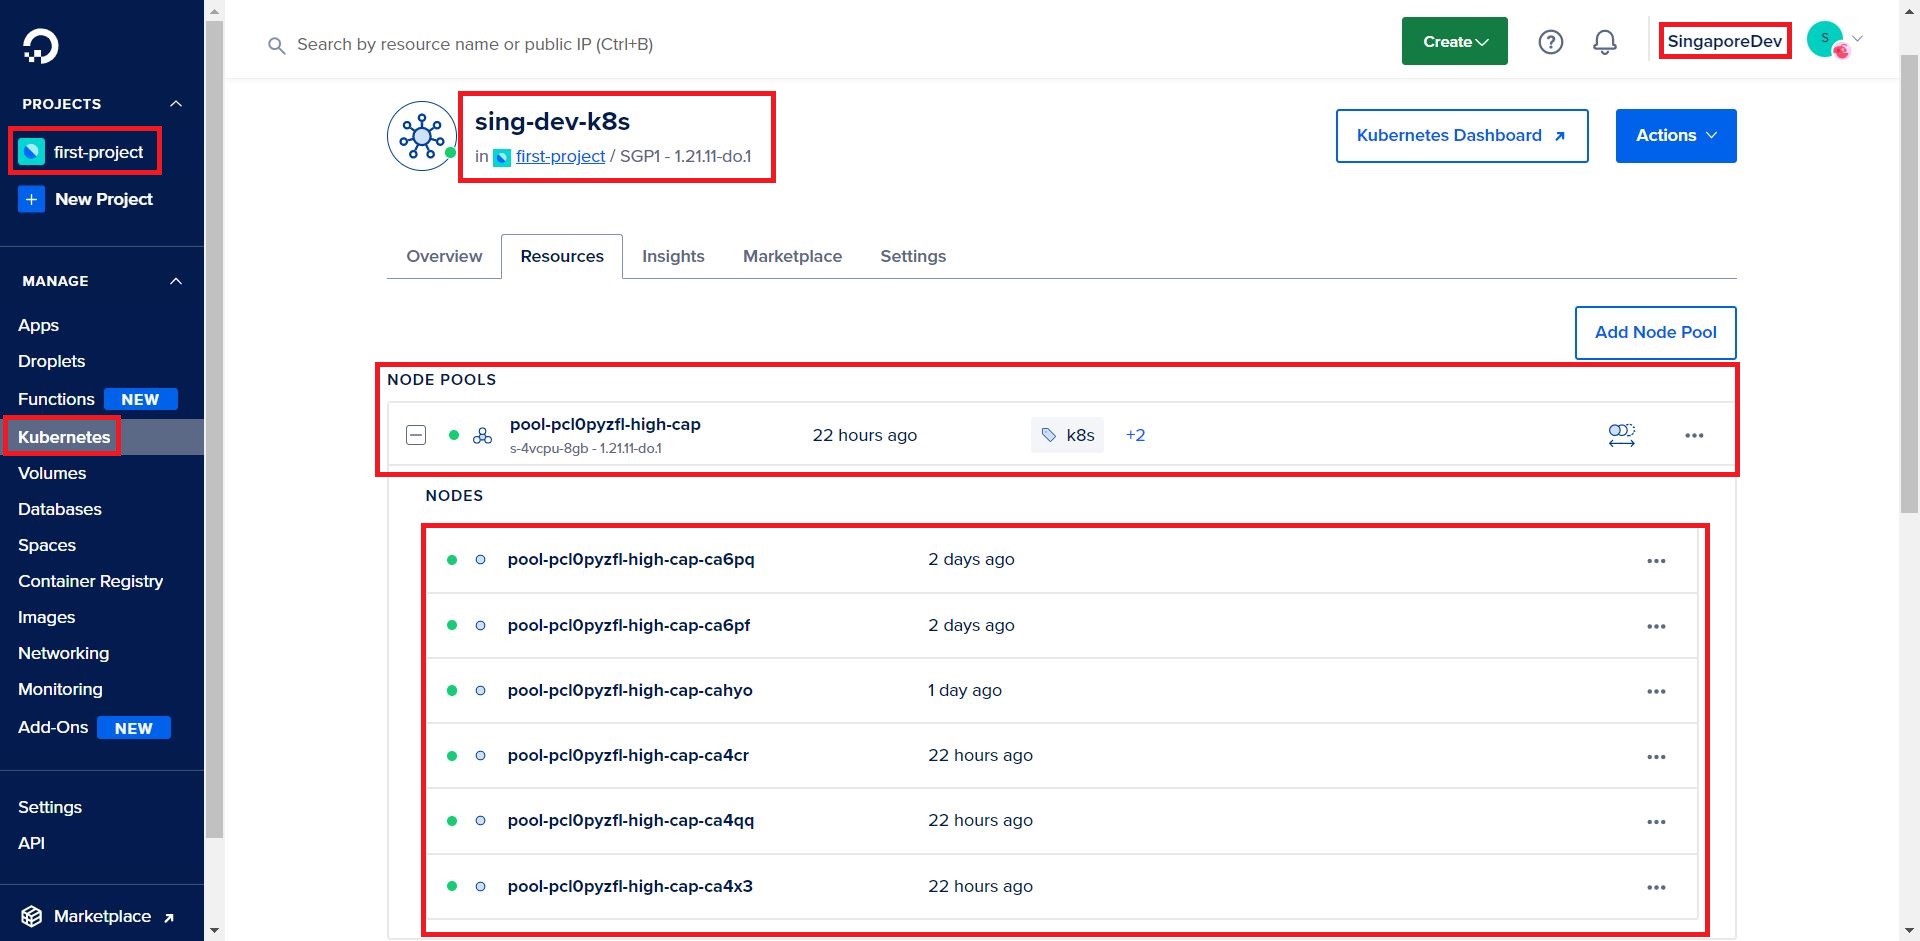 Search by resource name or public IP (Ctrl+B)
Create
SingaporeDev
S
PROJECTS
first-project
+ New Project
MANAGE
Apps
Droplets
Functions NEW
Kubernetes
Volumes
Databases
Spaces
Container Registry
Images
Networking
Monitoring
Add-Ons NEW
Settings
API
Marketplace
sing-dev-k8s
in first-project / SGP1 - 1.21.11-do.1
Kubernetes Dashboard
Actions
Overview
Resources
Insights
Marketplace
Settings
Add Node Pool
NODE POOLS
pool-pcl0pyzfl-high-cap
s-4vcpu-8gb - 1.21.11-do.1
22 hours ago
k8s
+2
NODES
pool-pcl0pyzfl-high-cap-ca6pq 2 days ago
pool-pcl0pyzfl-high-cap-ca6pf 2 days ago
pool-pcl0pyzfl-high-cap-cahyo 1 day ago
pool-pcl0pyzfl-high-cap-ca4cr 22 hours ago
pool-pcl0pyzfl-high-cap-ca4qq 22 hours ago
pool-pcl0pyzfl-high-cap-ca4x3 22 hours ago